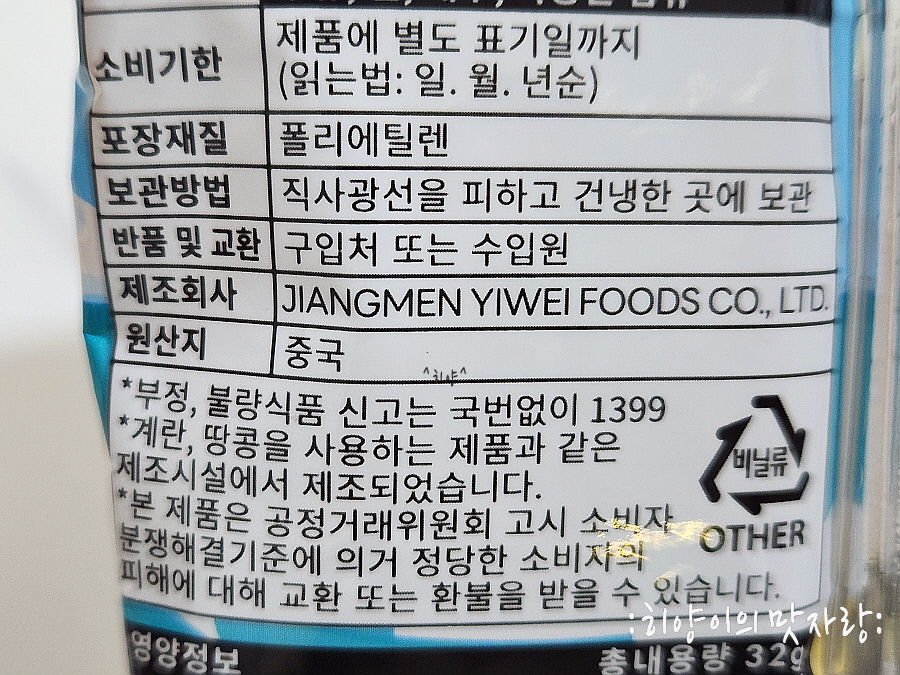 소비기한 제품에 별도 표기일까지
(읽는법: 일. 월. 년순)
포장재질 폴리에틸렌
보관방법 직사광선을 피하고 건냉한 곳에 보관
반품 및 교환 구입처 또는 수입원
제조회사 JIANGMEN YIWEI FOODS CO., LTD.
원산지 중국
^히얗^
*부정, 불량식품 신고는 국번없이 1399
*계란, 땅콩을 사용하는 제품과 같은
제조시설에서 제조되었습니다.
*본 제품은 공정거래위원회 고시 소비자
분쟁해결기준에 의거 정당한 소비자의
피해에 대해 교환 또는 환불을 받을 수 있습니다.
비닐류
OTHER
:히얗이의 맛자랑:
영양정보 총내용량 32g